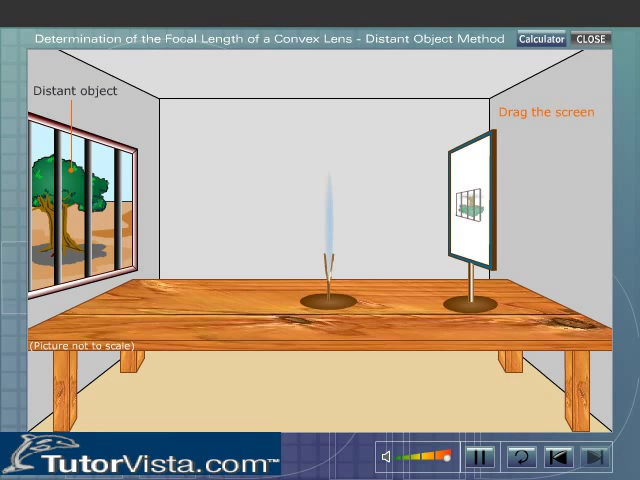 Determination of the Focal Length of a Convex Lens - Distant Object Method
Calculator
CLOSE
Distant object
Drag the screen
(Picture not to scale)
TutorVista.com™